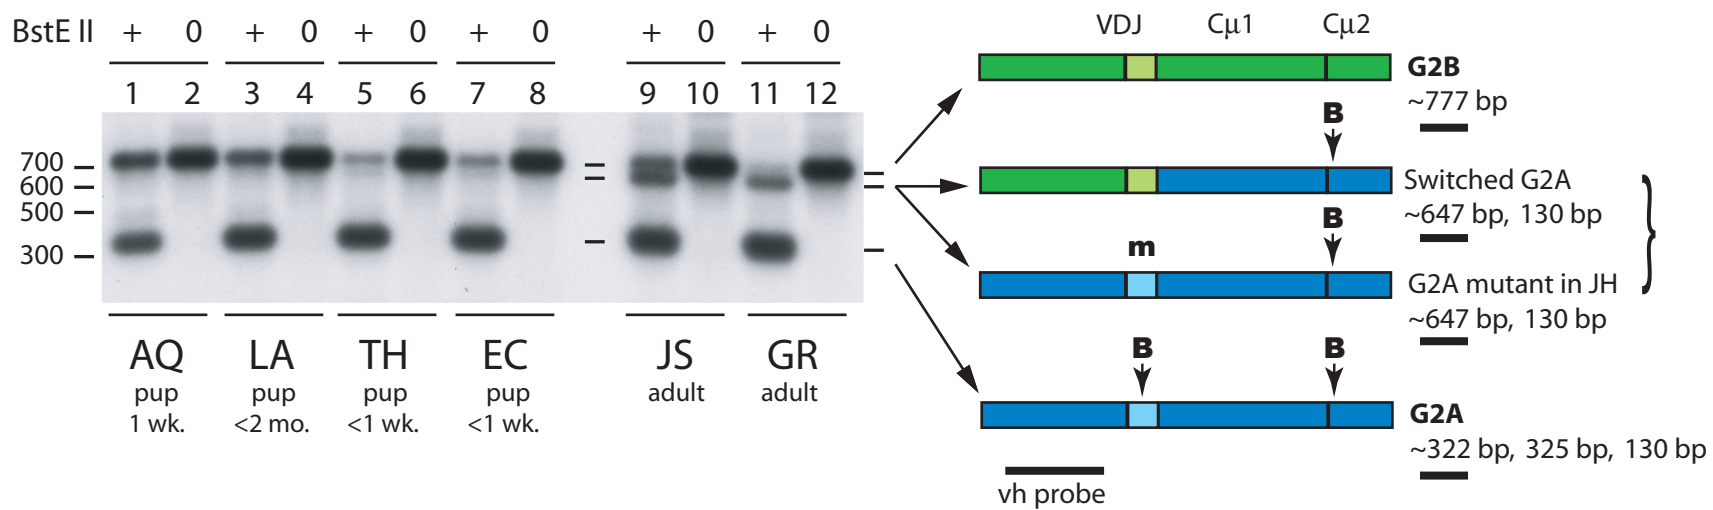 BstE II + 0 + 0 + 0 + 0 + 0 + 0
1 2 3 4 5 6 7 8 9 10 11 12
700
600
500
300
AQ LA TH EC JS GR
pup pup pup pup adult adult
1 wk. <2 mo. <1 wk. <1 wk.
VDJ Cµ1 Cµ2
G2B
~777 bp
B
Switched G2A
~647 bp, 130 bp
B
m
G2A mutant in JH
~647 bp, 130 bp
B B
G2A
~322 bp, 325 bp, 130 bp
vh probe